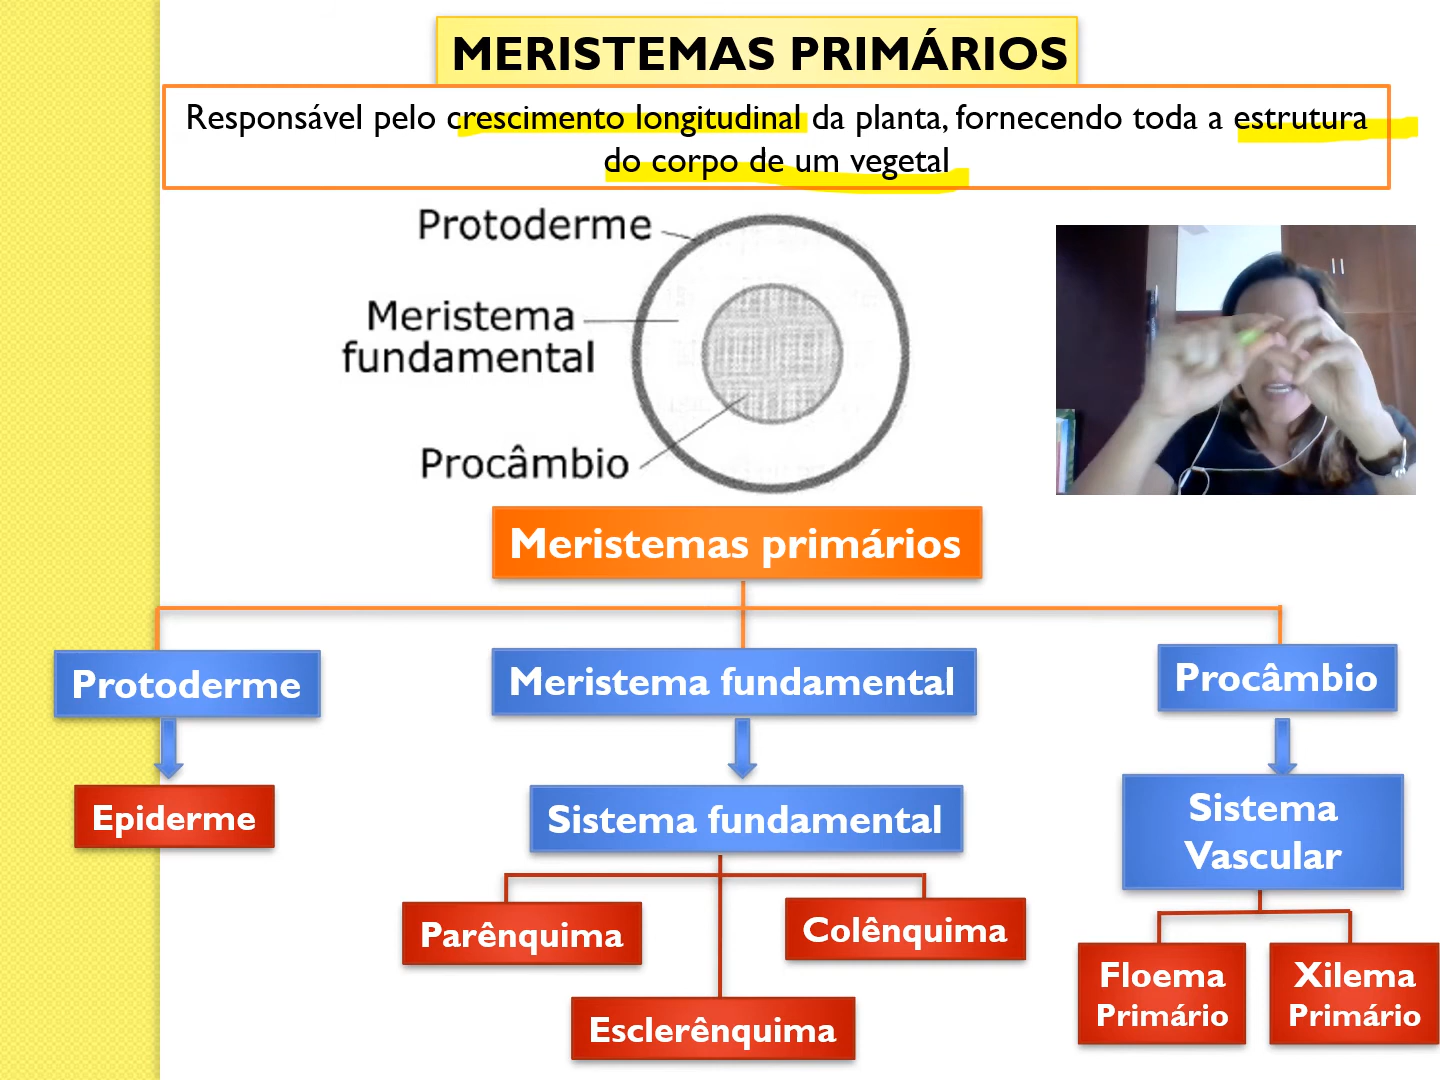 MERISTEMAS PRIMÁRIOS
Responsável pelo crescimento longitudinal da planta, fornecendo toda a estrutura
do corpo de um vegetal
Protoderme
Meristema
fundamental
Procâmbio
Meristemas primários
Protoderme
Meristema fundamental
Procâmbio
Epiderme
Sistema fundamental
Sistema
Vascular
Parênquima
Colênquima
Esclerênquima
Floema
Primário
Xilema
Primário